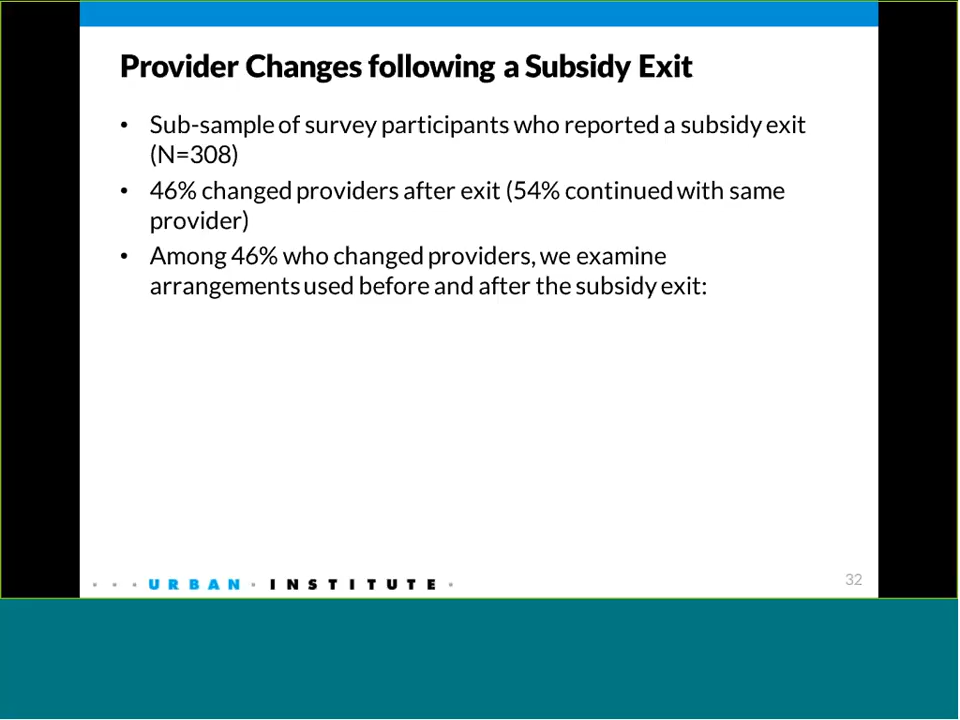 Provider Changes following a Subsidy Exit
• Sub-sample of survey participants who reported a subsidy exit
(N=308)
• 46% changed providers after exit (54% continued with same
provider)
• Among 46% who changed providers, we examine
arrangements used before and after the subsidy exit:
URBAN INSTITUTE
32